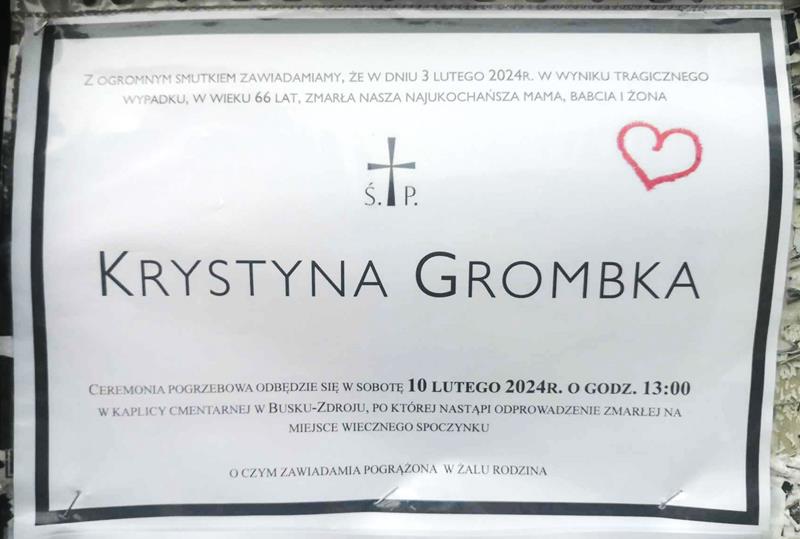 Z OGROMNYM SMUTKIEM ZAWIADAMIAMY, ŻE W DNIU 3 LUTEGO 2024R. W WYNIKU TRAGICZNEGO
WYPADKU, W WIEKU 66 LAT, ZMARŁA NASZA NAJUKOCHAŃSZA MAMA, BABCIA I ŻONA
Ś. P.
KRYSTYNA GROMBKA
CEREMONIA POGRZEBOWA ODBĘDZIE SIĘ W SOBOTĘ 10 LUTEGO 2024R. O GODZ. 13:00
W KAPLICY CMENTARNEJ W BUSKU-ZDROJU, PO KTÓREJ NASTĄPI ODPROWADZENIE ZMARŁEJ NA
MIEJSCE WIECZNEGO SPOCZYNKU
O CZYM ZAWIADAMIA POGRĄŻONA W ŻALU RODZINA